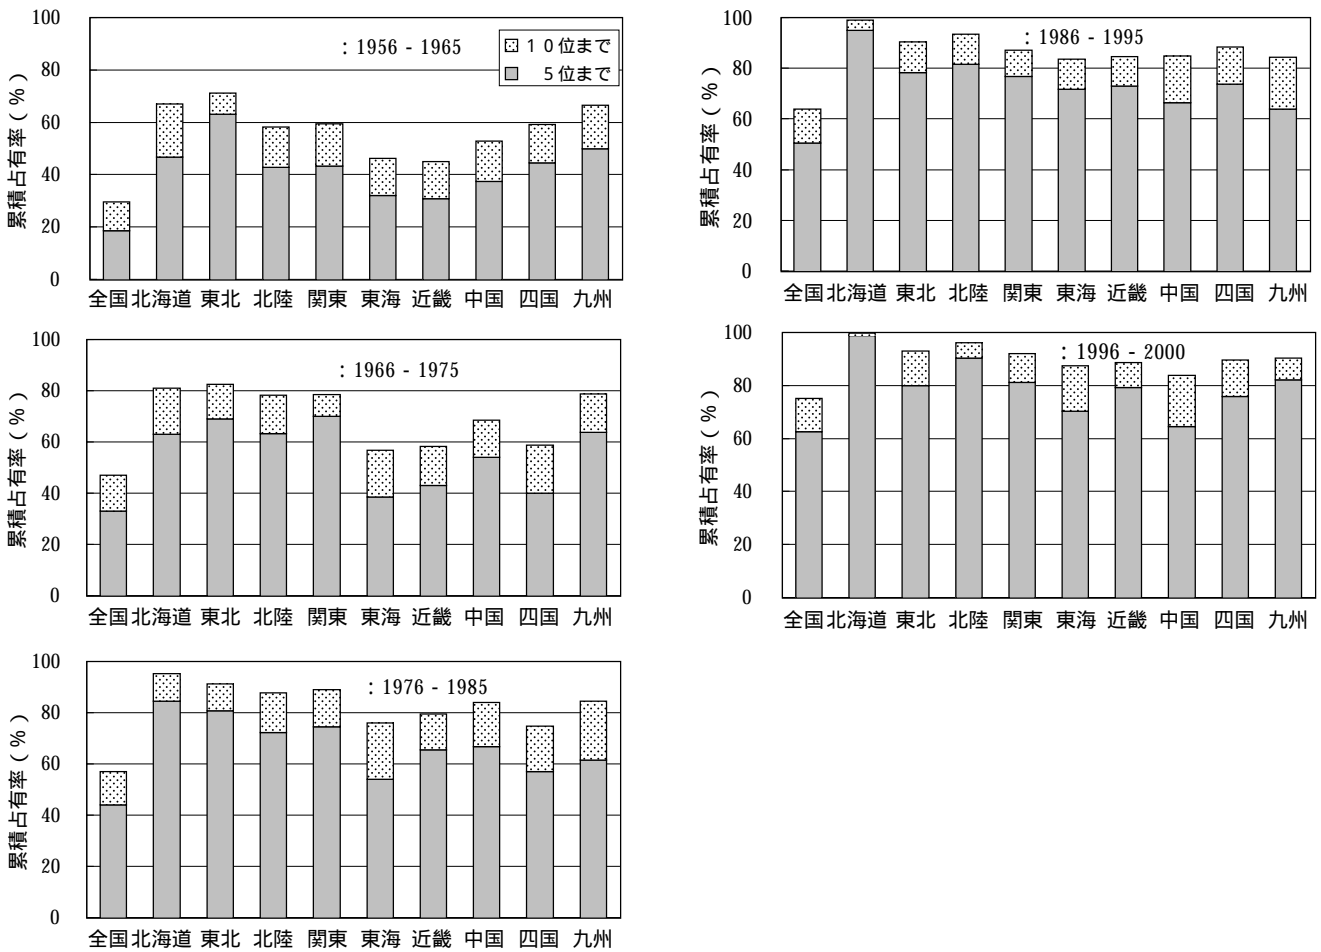 ：1956 - 1965
１０位まで
５位まで
累積占有率（％）
100
80
60
40
20
0
全国 北海道 東北 北陸 関東 東海 近畿 中国 四国 九州
：1966 - 1975
累積占有率（％）
100
80
60
40
20
0
全国 北海道 東北 北陸 関東 東海 近畿 中国 四国 九州
：1976 - 1985
累積占有率（％）
100
80
60
40
20
0
全国 北海道 東北 北陸 関東 東海 近畿 中国 四国 九州
：1986 - 1995
累積占有率（％）
100
80
60
40
20
0
全国 北海道 東北 北陸 関東 東海 近畿 中国 四国 九州
：1996 - 2000
累積占有率（％）
100
80
60
40
20
0
全国 北海道 東北 北陸 関東 東海 近畿 中国 四国 九州